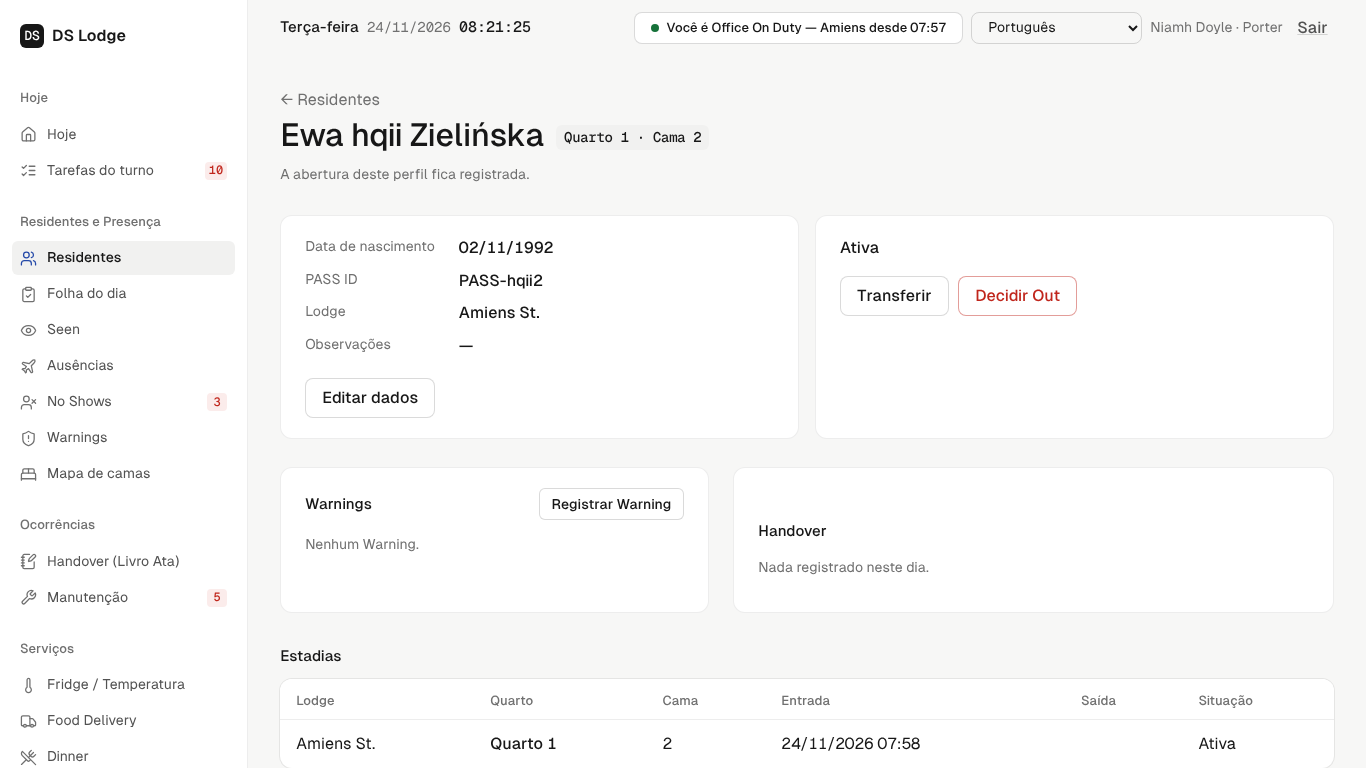 DS DS Lodge
Hoje
Hoje
Tarefas do turno 10
Residentes e Presença
Residentes
Folha do dia
Seen
Ausências
No Shows 3
Warnings
Mapa de camas
Ocorrências
Handover (Livro Ata)
Manutenção 5
Serviços
Fridge / Temperatura
Food Delivery
Dinner
Terça-feira 24/11/2026 08:21:25
Você é Office On Duty — Amiens desde 07:57
Português
Niamh Doyle · Porter
Sair
← Residentes
Ewa hqii Zielińska Quarto 1 · Cama 2
A abertura deste perfil fica registrada.
Data de nascimento 02/11/1992
PASS ID PASS-hqii2
Lodge Amiens St.
Observações —
Editar dados
Ativa
Transferir Decidir Out
Warnings Registrar Warning
Nenhum Warning.
Handover
Nada registrado neste dia.
Estadias
Lodge Quarto Cama Entrada Saída Situação
Amiens St. Quarto 1 2 24/11/2026 07:58 Ativa